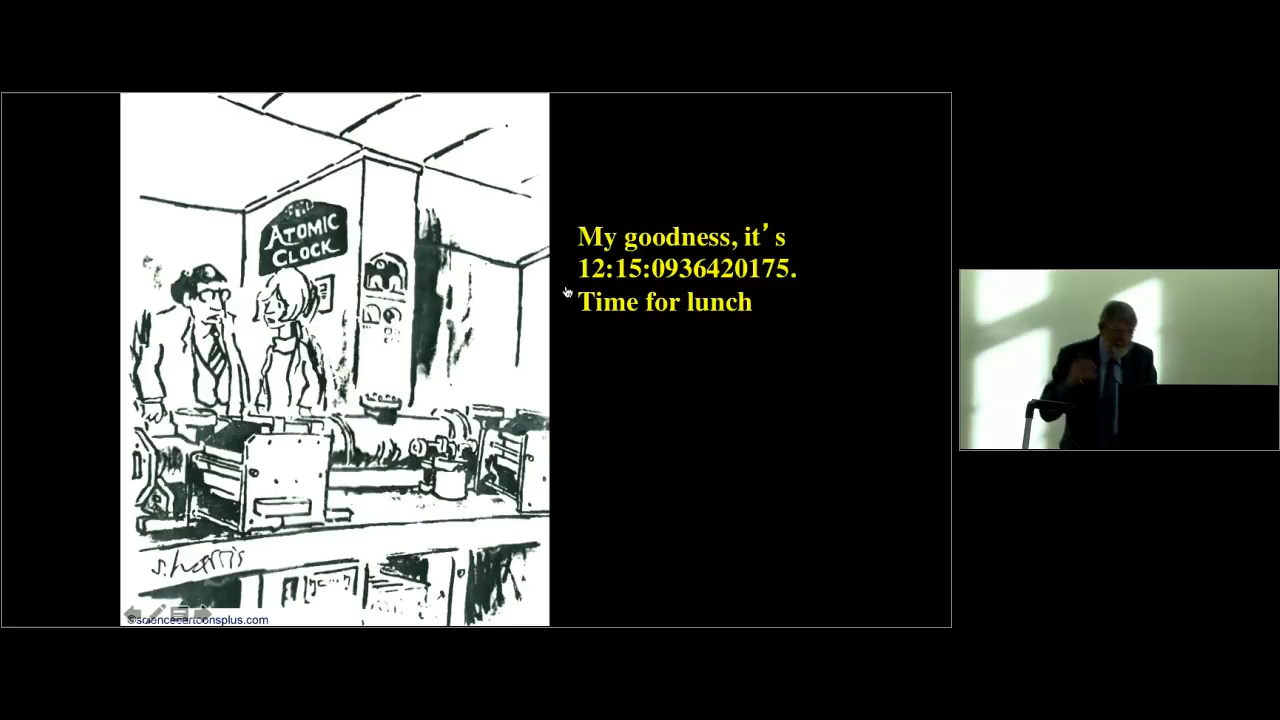 ATOMIC
CLOCK
My goodness, it’s
12:15:0936420175.
Time for lunch
s. harris
©sciencecartoonsplus.com